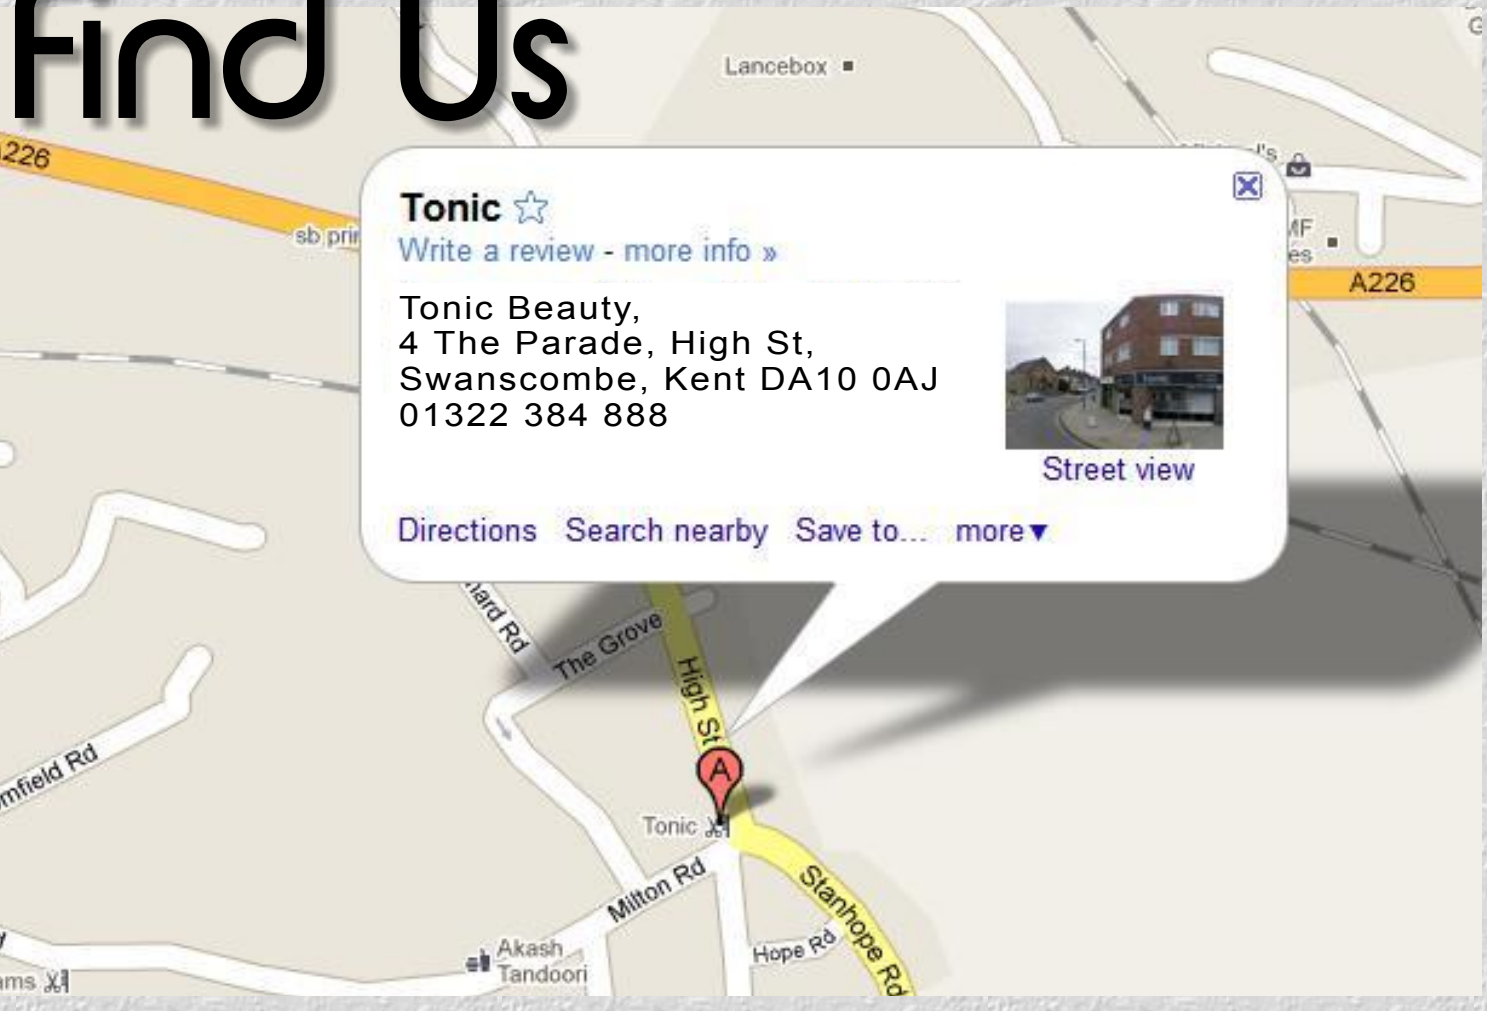 Find Us
Lancebox
A226
sb
Tonic
Write a review - more info »
Tonic Beauty,
4 The Parade, High St,
Swanscombe, Kent DA10 0AJ
01322 384 888
Street view
Directions Search nearby Save to... more▼
A226
The Grove
High St
A
Tonic
Milton Rd
Stanhope Rd
Hope Rd
Akash
Tandoori